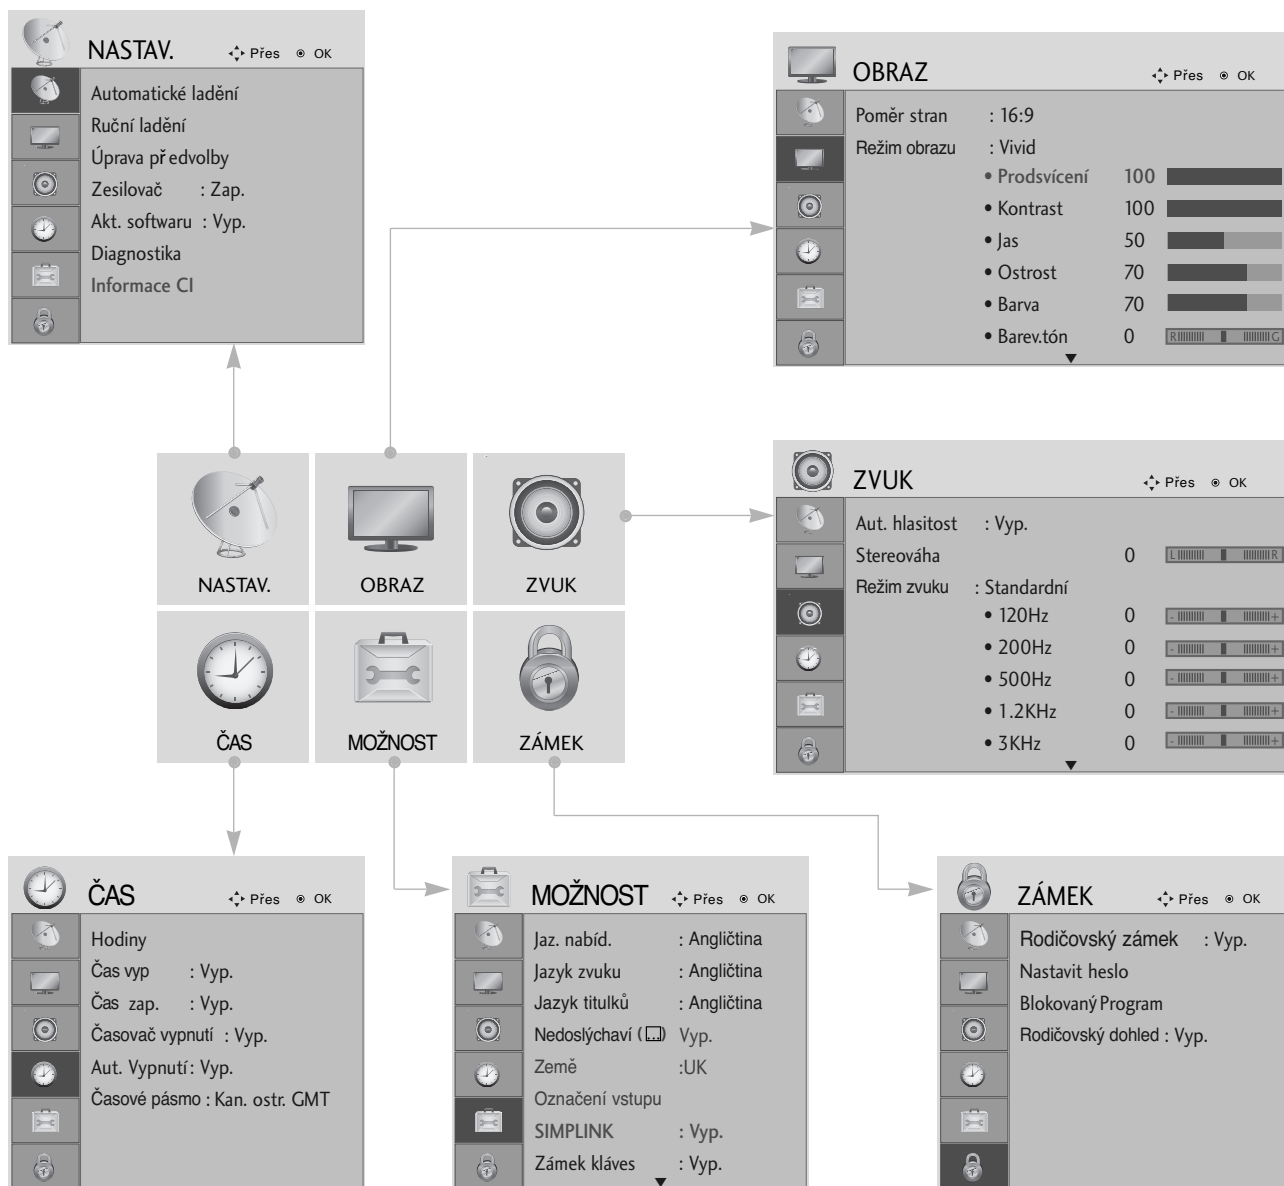 NASTAV. Přes OK
Automatické ladění
Ruční ladění
Úprava předvolby
Zesilovač : Zap.
Akt. softwaru : Vyp.
Diagnostika
Informace CI
OBRAZ Přes OK
Poměr stran : 16:9
Režim obrazu : Vivid
• Prodsvícení 100
• Kontrast 100
• Jas 50
• Ostrost 70
• Barva 70
• Barev.tón 0 R G
NASTAV. OBRAZ ZVUK
ČAS MOŽNOST ZÁMEK
ZVUK Přes OK
Aut. hlasitost : Vyp.
Stereováha 0 L R
Režim zvuku : Standardní
• 120Hz 0 - +
• 200Hz 0 - +
• 500Hz 0 - +
• 1.2KHz 0 - +
• 3KHz 0 - +
ČAS Přes OK
Hodiny
Čas vyp : Vyp.
Čas zap. : Vyp.
Časovač vypnutí : Vyp.
Aut. Vypnutí : Vyp.
Časové pásmo : Kan. ostr. GMT
MOŽNOST Přes OK
Jaz. nabíd. : Angličtina
Jazyk zvuku : Angličtina
Jazyk titulků : Angličtina
Nedoslýchaví ( ) Vyp.
Země :UK
Označení vstupu
SIMPLINK : Vyp.
Zámek kláves : Vyp.
ZÁMEK Přes OK
Rodičovský zámek : Vyp.
Nastavit heslo
Blokovaný Program
Rodičovský dohled : Vyp.